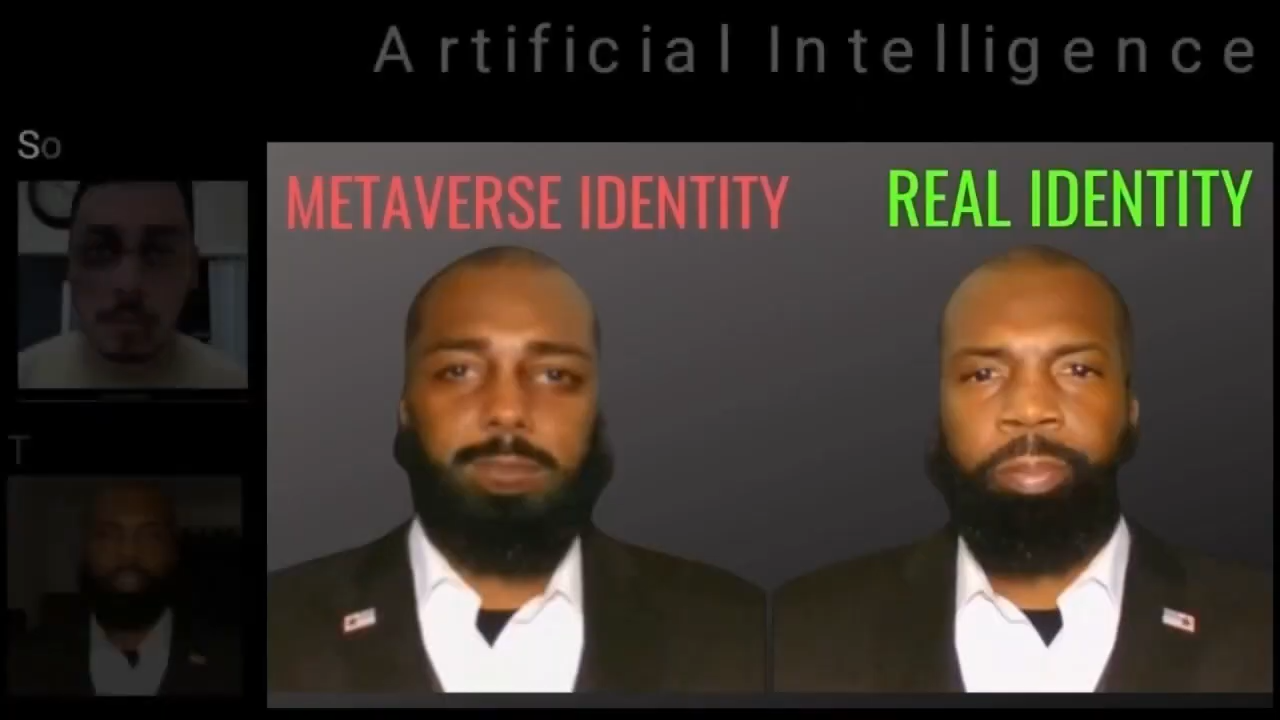 Artificial Intelligence
So
METAVERSE IDENTITY
REAL IDENTITY
T